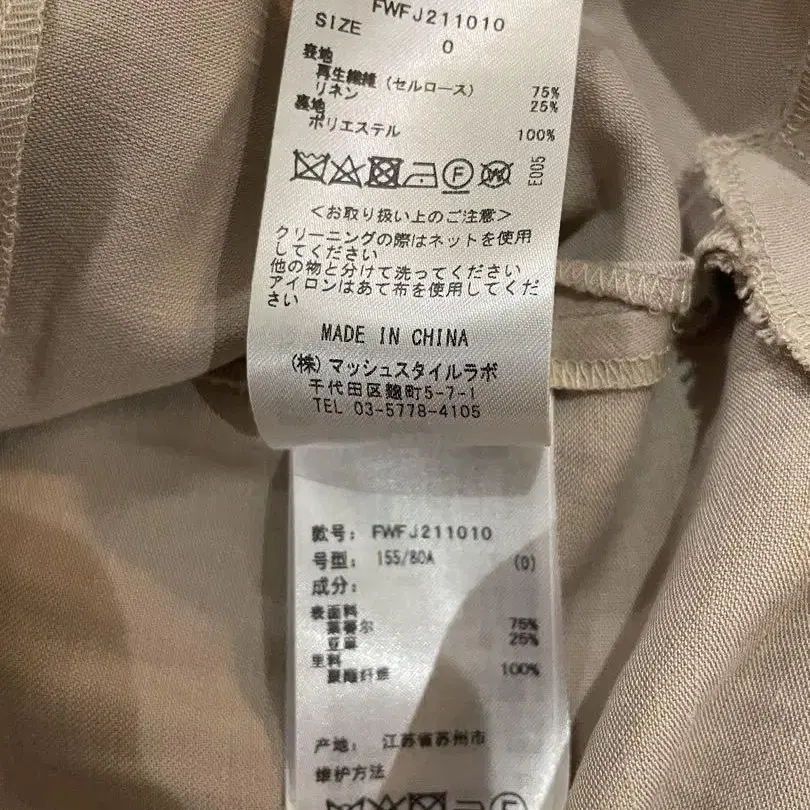 FWFJ211010
SIZE 0
表地
再生繊維（セルロース） 75%
リネン 25%
裏地
ポリエステル 100%
F W E005
<お取り扱い上のご注意>
クリーニングの際はネットを使用
してください
他の物と分けて洗ってください
アイロンはあて布を使用してくだ
さい
MADE IN CHINA
(株)マッシュスタイルラボ
千代田区麹町5-7-1
TEL 03-5778-4105
款号: FWFJ211010
号型: 155/80A (0)
成分:
表面料
莱赛尔 75%
亚麻 25%
里料
聚酯纤维 100%
产地: 江苏省苏州市
维护方法